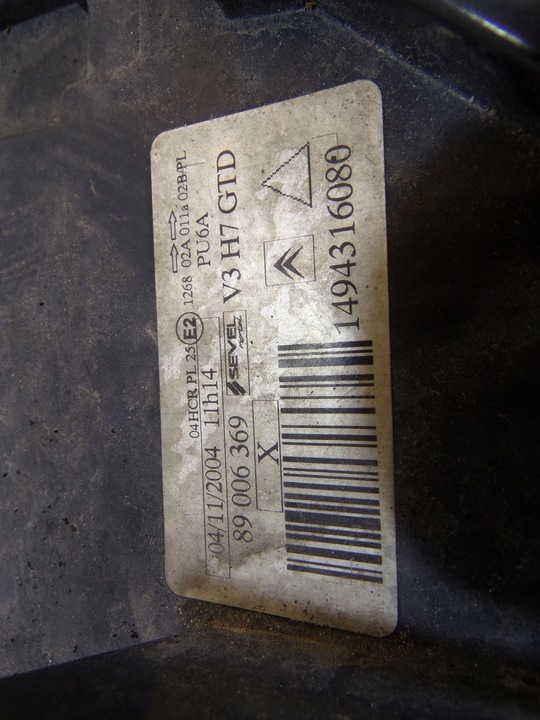 04HCR PL 25 E2 1268 02A 011a 02B/PL
04/11/2004 11h14 PU6A
89 006 369 SEVEL V3 H7 GTD
X
1494316080